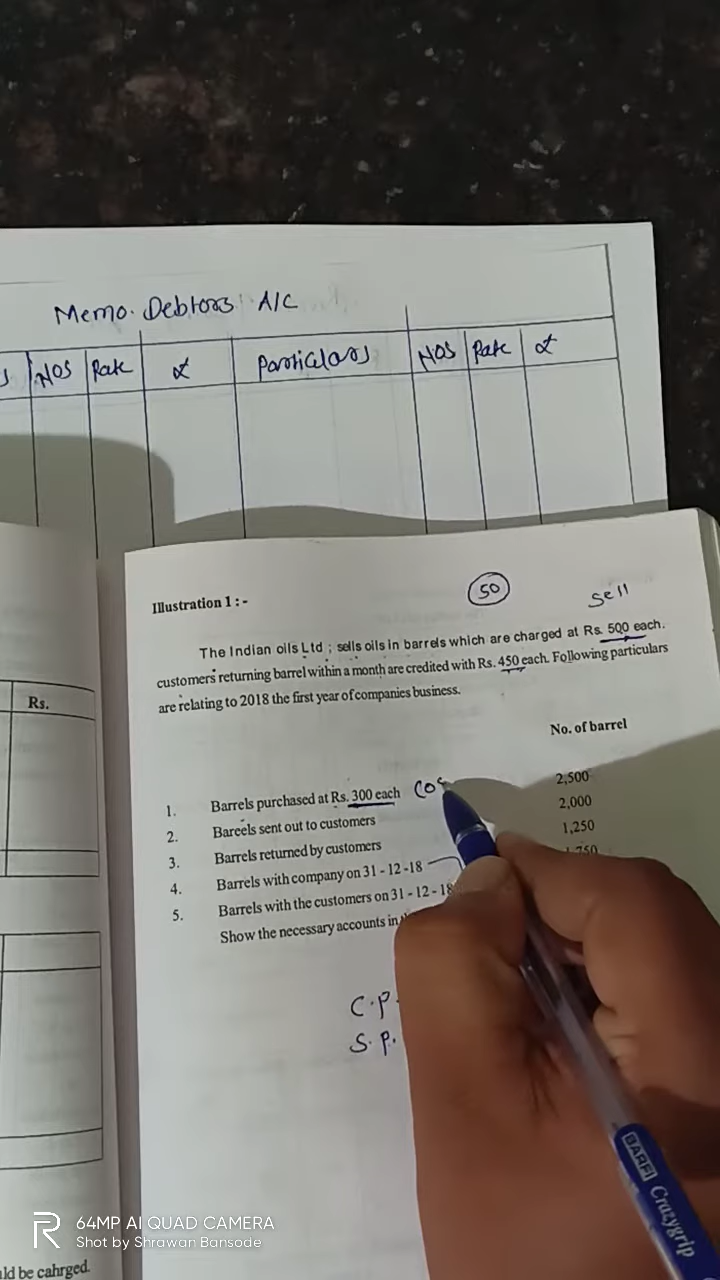 Memo. Debtors A/C
NOS Rate ₹ Particlars NOS Rate ₹
Illustration 1 : -
50
Sell
The Indian oils Ltd ; sells oils in barrels which are charged at Rs. 500 each.
customers returning barrel within a month are credited with Rs. 450 each. Following particulars
are relating to 2018 the first year of companies business.
Rs.
No. of barrel
1. Barrels purchased at Rs. 300 each Cos 2,500
2. Bareels sent out to customers 2,000
3. Barrels returned by customers 1,250
4. Barrels with company on 31 - 12 -18 1,750
5. Barrels with the customers on 31 - 12 - 18
Show the necessary accounts in
C.P.
S.P.
BARFI Crazygrip
64MP AI QUAD CAMERA
Shot by Shrawan Bansode
ld be cahrged.